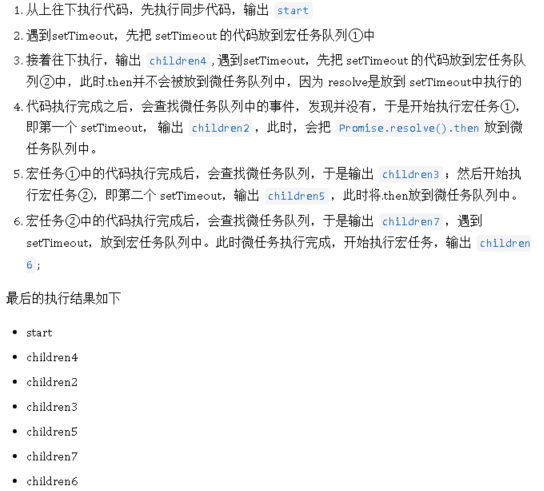 1. 从上往下执行代码，先执行同步代码，输出 start
2. 遇到setTimeout，先把 setTimeout 的代码放到宏任务队列①中
3. 接着往下执行，输出 children4 , 遇到setTimeout，先把 setTimeout 的代码放到宏任务队
列②中，此时.then并不会被放到微任务队列中，因为 resolve是放到 setTimeout中执行的
4. 代码执行完成之后，会查找微任务队列中的事件，发现并没有，于是开始执行宏任务①，
即第一个 setTimeout， 输出 children2 ，此时，会把 Promise.resolve().then 放到微
任务队列中。
5. 宏任务①中的代码执行完成后，会查找微任务队列，于是输出 children3 ；然后开始执
行宏任务②，即第二个 setTimeout，输出 children5 ，此时将.then放到微任务队列中。
6. 宏任务②中的代码执行完成后，会查找微任务队列，于是输出 children7 ，遇到
setTimeout，放到宏任务队列中。此时微任务执行完成，开始执行宏任务，输出 children
6 ;
最后的执行结果如下
• start
• children4
• children2
• children3
• children5
• children7
• children6